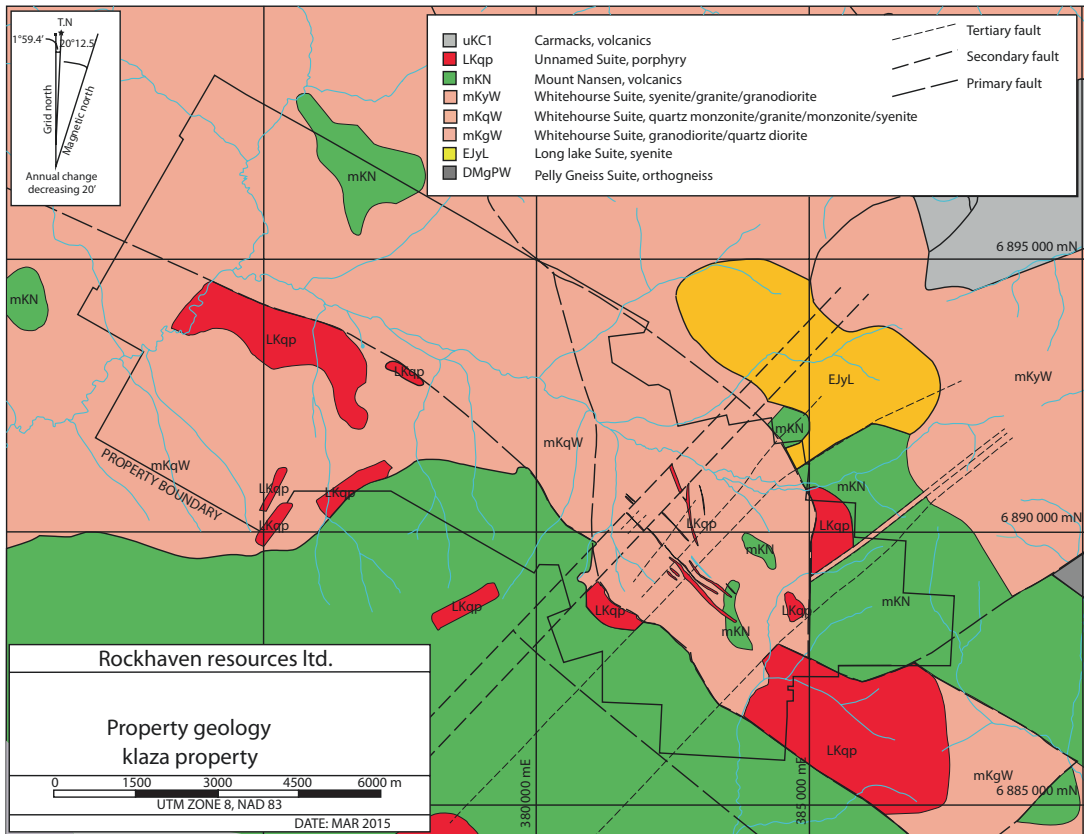 T.N
1°59.4'
20°12.5'
Grid north
Magnetic north
Annual change
decreasing 20'
uKC1 Carmacks, volcanics
LKqp Unnamed Suite, porphyry
mKN Mount Nansen, volcanics
mKyW Whitehourse Suite, syenite/granite/granodiorite
mKqW Whitehourse Suite, quartz monzonite/granite/monzonite/syenite
mKgW Whitehourse Suite, granodiorite/quartz diorite
EJyL Long lake Suite, syenite
DMgPW Pelly Gneiss Suite, orthogneiss
Tertiary fault
Secondary fault
Primary fault
mKN
6 895 000 mN
mKN
LKqp
LKqp
EJyL
mKyW
mKN
mKqW
mKqW
PROPERTY BOUNDARY
LKqp
LKqp
LKqp
mKN
LKqp
LKqp
6 890 000 mN
mKN
LKqp
LKqp
LKqp
mKN
mKN
LKqp
mKgW
6 885 000 mN
380 000 mE
385 000 mE
Rockhaven resources ltd.
Property geology
klaza property
0 1500 3000 4500 6000 m
UTM ZONE 8, NAD 83
DATE: MAR 2015